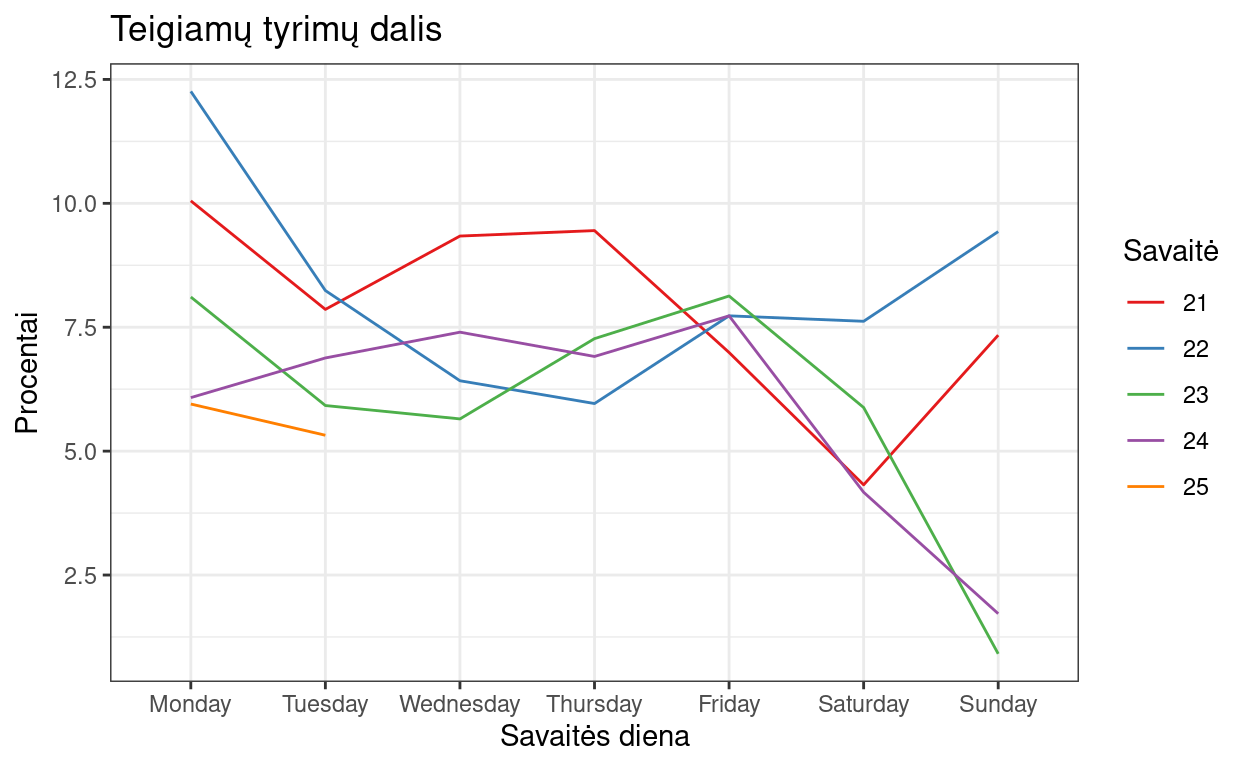 Teigiamų tyrimų dalis
12.5
10.0
7.5
5.0
2.5
Procentai
Monday Tuesday Wednesday Thursday Friday Saturday Sunday
Savaitės diena
Savaitė
21
22
23
24
25